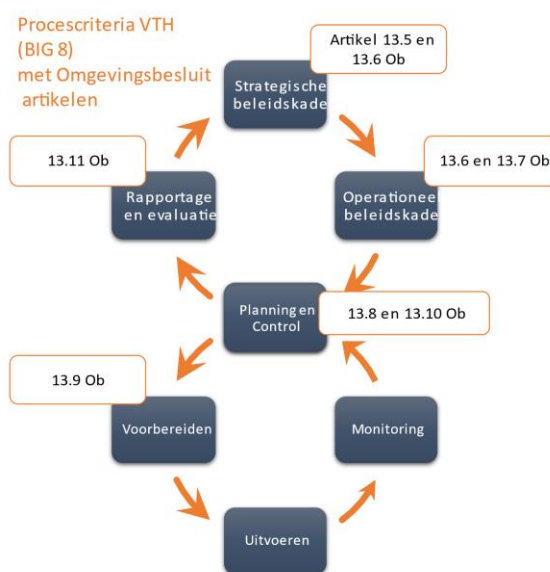 Procescriteria VTH
(BIG 8)
met Omgevingsbesluit
artikelen
Artikel 13.5 en
13.6 Ob
Strategische
beleidskade
13.11 Ob
13.6 en 13.7 Ob
Rapportage
en evaluatie
Operationeel
beleidskade
Planning en
Control
13.8 en 13.10 Ob
13.9 Ob
Voorbereiden
Monitoring
Uitvoeren